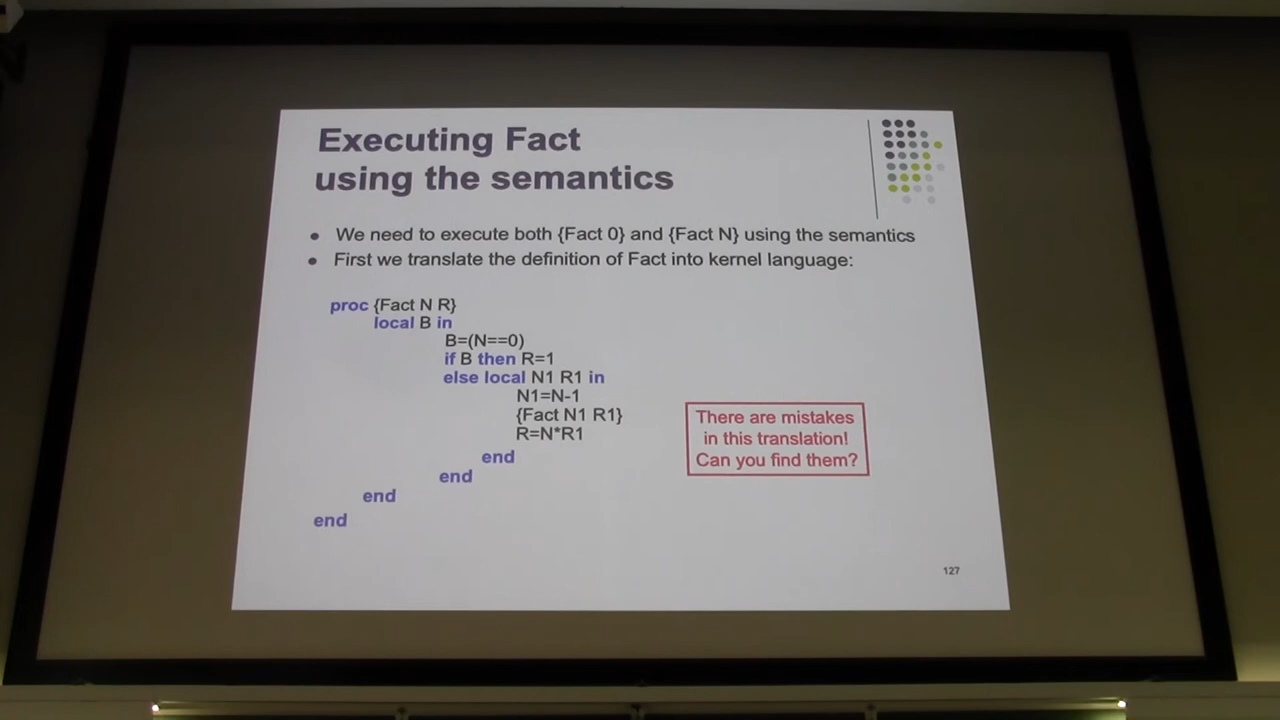 Executing Fact
using the semantics
• We need to execute both {Fact 0} and {Fact N} using the semantics
• First we translate the definition of Fact into kernel language:
proc {Fact N R}
local B in
B=(N==0)
if B then R=1
else local N1 R1 in
N1=N-1
{Fact N1 R1}
R=N*R1
end
end
end
end
There are mistakes
in this translation!
Can you find them?
127